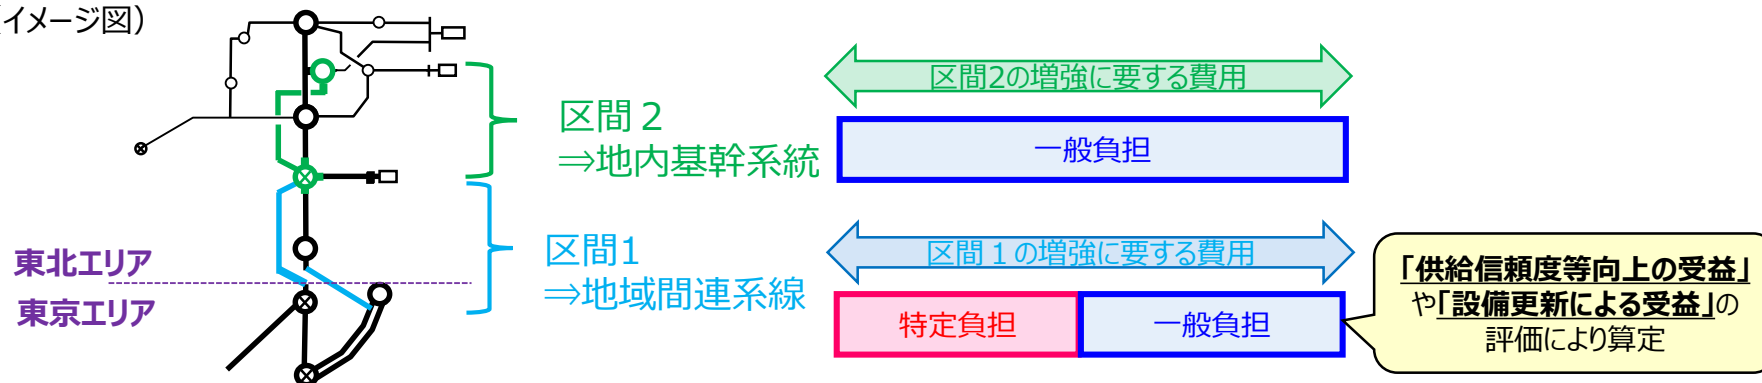 （イメージ図）
区間2の増強に要する費用
区間２
⇒地内基幹系統
一般負担
区間1
⇒地域間連系線
区間１の増強に要する費用
特定負担
一般負担
「供給信頼度等向上の受益」
や「設備更新による受益」の
評価により算定
東北エリア
東京エリア